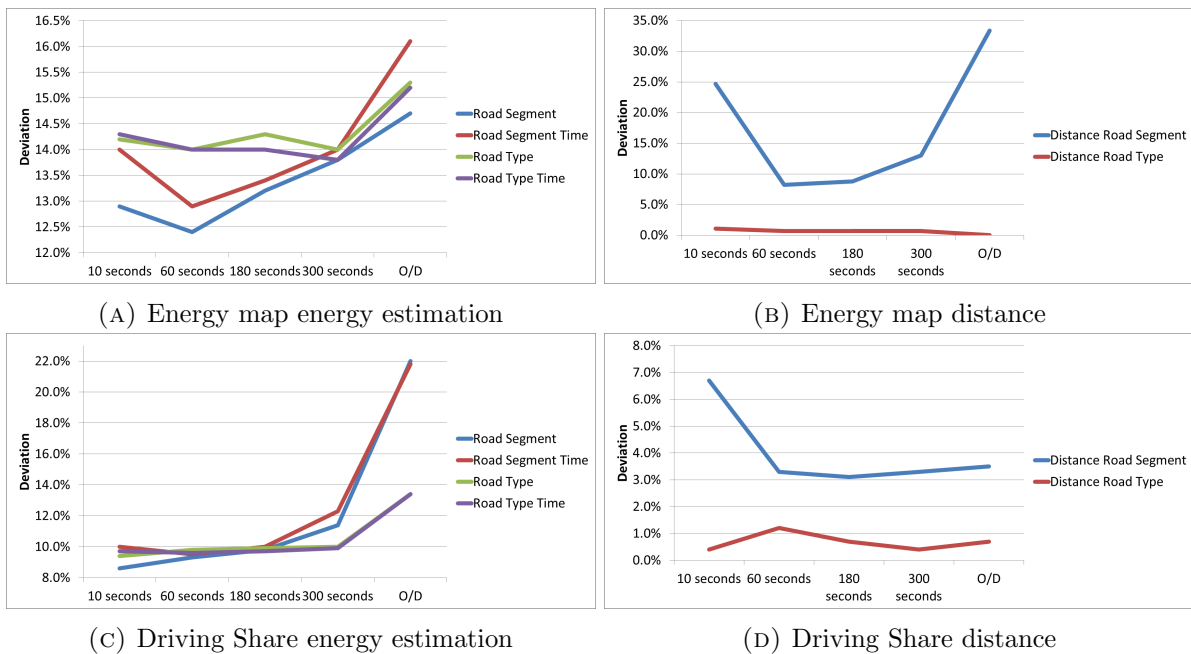 16.5%
16.0%
15.5%
15.0%
14.5%
14.0%
13.5%
13.0%
12.5%
12.0%
Deviation
10 seconds 60 seconds 180 seconds 300 seconds O/D
Road Segment
Road Segment Time
Road Type
Road Type Time
(A) Energy map energy estimation
35.0%
30.0%
25.0%
20.0%
15.0%
10.0%
5.0%
0.0%
Deviation
10 seconds 60 seconds 180 300 O/D
seconds seconds
Distance Road Segment
Distance Road Type
(B) Energy map distance
22.0%
20.0%
18.0%
16.0%
14.0%
12.0%
10.0%
8.0%
Deviation
10 seconds 60 seconds 180 seconds 300 seconds O/D
Road Segment
Road Segment Time
Road Type
Road Type Time
(C) Driving Share energy estimation
8.0%
7.0%
6.0%
5.0%
4.0%
3.0%
2.0%
1.0%
0.0%
Deviation
10 seconds 60 seconds 180 300 O/D
seconds seconds
Distance Road Segment
Distance Road Type
(D) Driving Share distance